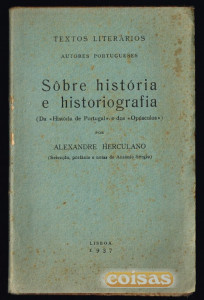 TEXTOS LITERÁRIOS
AUTORES PORTUGUESES
Sôbre história
e historiografia
(Da «História de Portugal» e dos «Opúsculos»)
POR
ALEXANDRE HERCULANO
(Selecção, prefácio e notas de António Sérgio)
LISBOA
1937
coisas